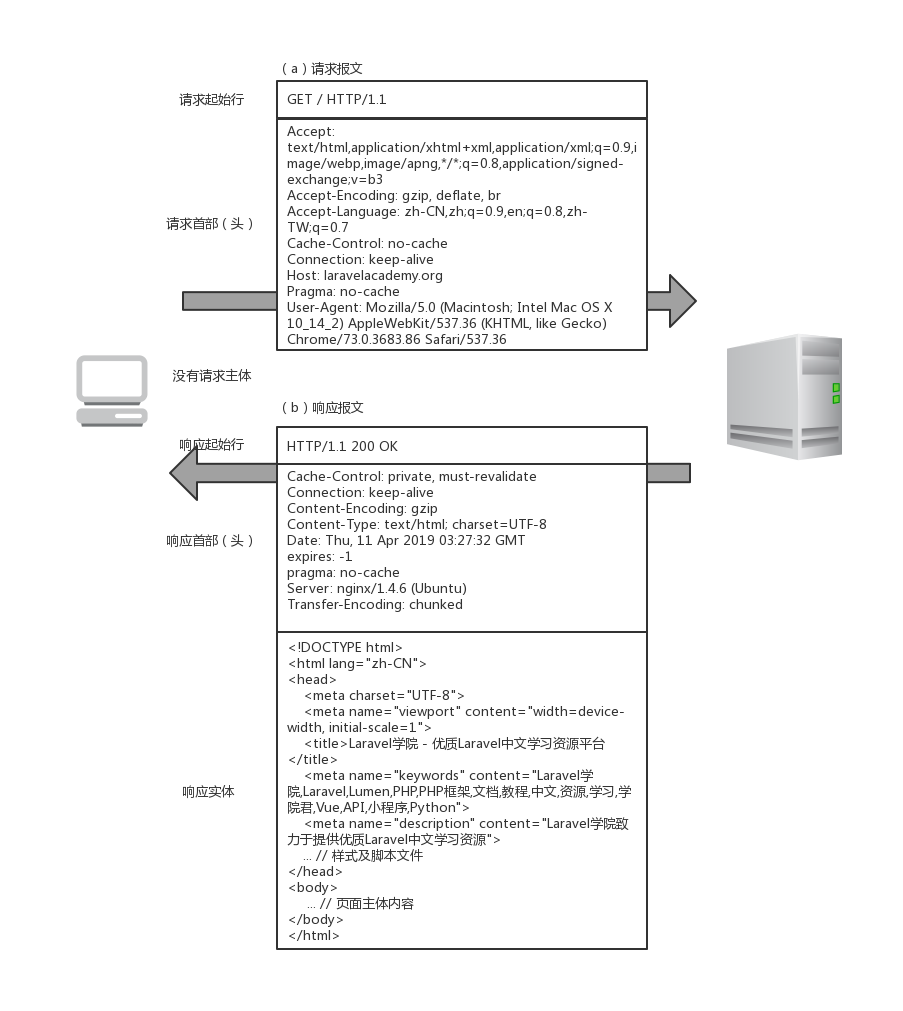 （a）请求报文
请求起始行
GET / HTTP/1.1
请求首部（头）
Accept:
text/html,application/xhtml+xml,application/xml;q=0.9,i
mage/webp,image/apng,*/*;q=0.8,application/signed-
exchange;v=b3
Accept-Encoding: gzip, deflate, br
Accept-Language: zh-CN,zh;q=0.9,en;q=0.8,zh-
TW;q=0.7
Cache-Control: no-cache
Connection: keep-alive
Host: laravelacademy.org
Pragma: no-cache
User-Agent: Mozilla/5.0 (Macintosh; Intel Mac OS X
10_14_2) AppleWebKit/537.36 (KHTML, like Gecko)
Chrome/73.0.3683.86 Safari/537.36
没有请求主体
（b）响应报文
响应起始行
HTTP/1.1 200 OK
响应首部（头）
Cache-Control: private, must-revalidate
Connection: keep-alive
Content-Encoding: gzip
Content-Type: text/html; charset=UTF-8
Date: Thu, 11 Apr 2019 03:27:32 GMT
expires: -1
pragma: no-cache
Server: nginx/1.4.6 (Ubuntu)
Transfer-Encoding: chunked
响应实体
<!DOCTYPE html>
<html lang="zh-CN">
<head>
<meta charset="UTF-8">
<meta name="viewport" content="width=device-
width, initial-scale=1">
<title>Laravel学院 - 优质Laravel中文学习资源平台
</title>
<meta name="keywords" content="Laravel学
院,Laravel,Lumen,PHP,PHP框架,文档,教程,中文,资源,学习,学
院君,Vue,API,小程序,Python">
<meta name="description" content="Laravel学院致
力于提供优质Laravel中文学习资源">
... // 样式及脚本文件
</head>
<body>
... // 页面主体内容
</body>
</html>